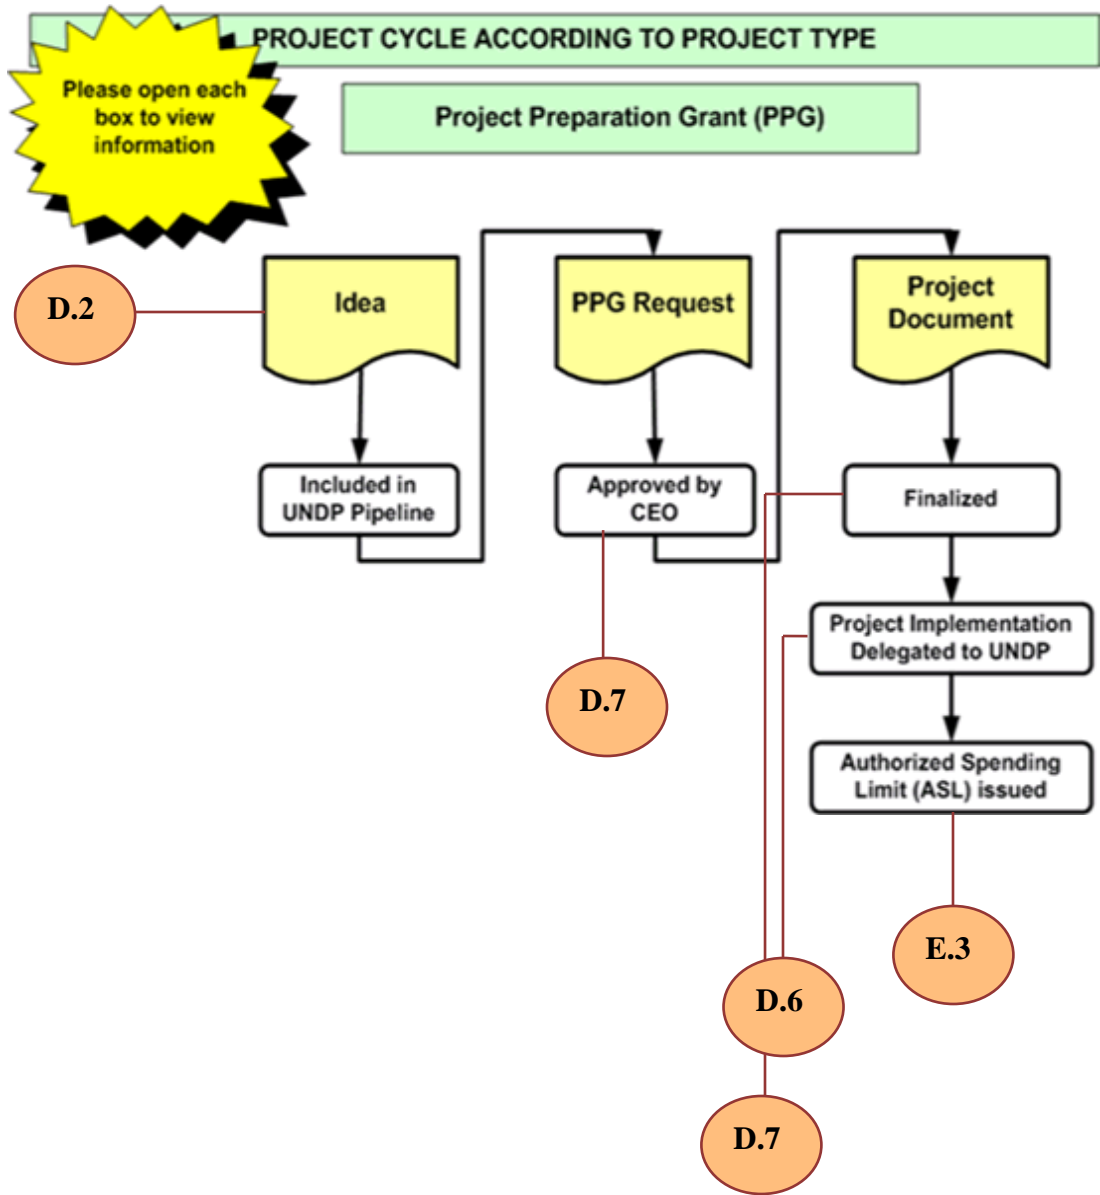 PROJECT CYCLE ACCORDING TO PROJECT TYPE
Please open each
box to view
information
Project Preparation Grant (PPG)
D.2
Idea
PPG Request
Project
Document
Included in
UNDP Pipeline
Approved by
CEO
Finalized
Project Implementation
Delegated to UNDP
D.7
Authorized Spending
Limit (ASL) issued
E.3
D.6
D.7